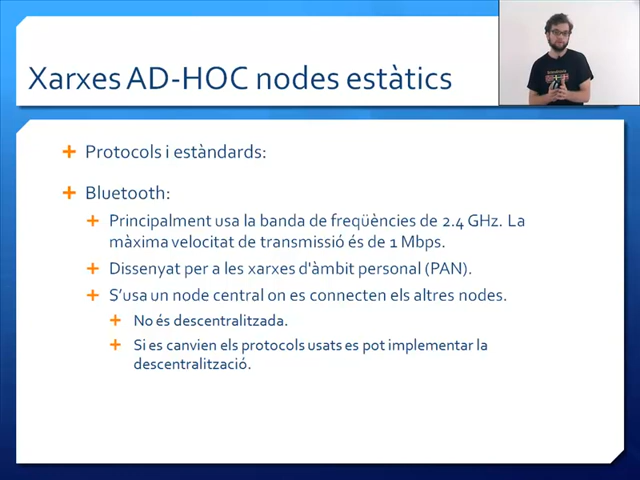 Xarxes AD-HOC nodes estàtics
Protocols i estàndards:
Bluetooth:
Principalment usa la banda de freqüències de 2.4 GHz. La
màxima velocitat de transmissió és de 1 Mbps.
Dissenyat per a les xarxes d'àmbit personal (PAN).
S'usa un node central on es connecten els altres nodes.
No és descentralitzada.
Si es canvien els protocols usats es pot implementar la
descentralització.